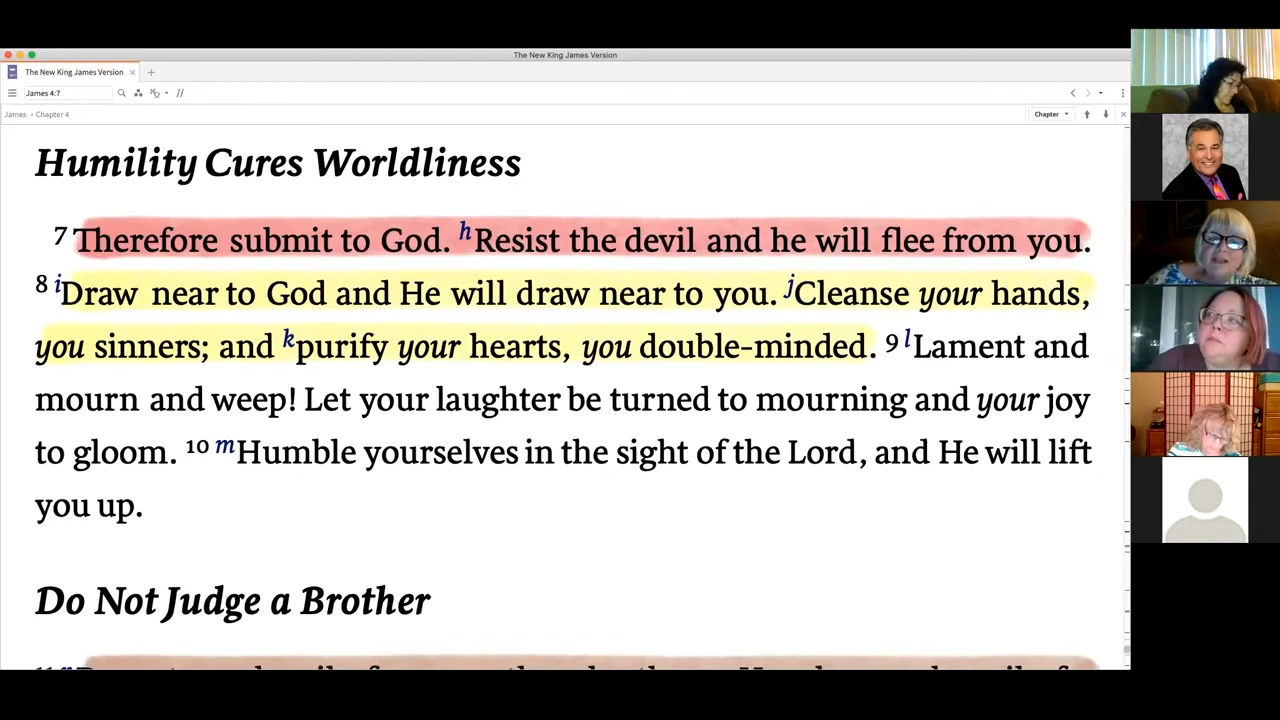 The New King James Version
The New King James Version
James 4:7
James › Chapter 4
Chapter
Humility Cures Worldliness
7 Therefore submit to God. h Resist the devil and he will flee from you.
8 i Draw near to God and He will draw near to you. j Cleanse your hands,
you sinners; and k purify your hearts, you double-minded. 9 l Lament and
mourn and weep! Let your laughter be turned to mourning and your joy
to gloom. 10 m Humble yourselves in the sight of the Lord, and He will lift
you up.
Do Not Judge a Brother